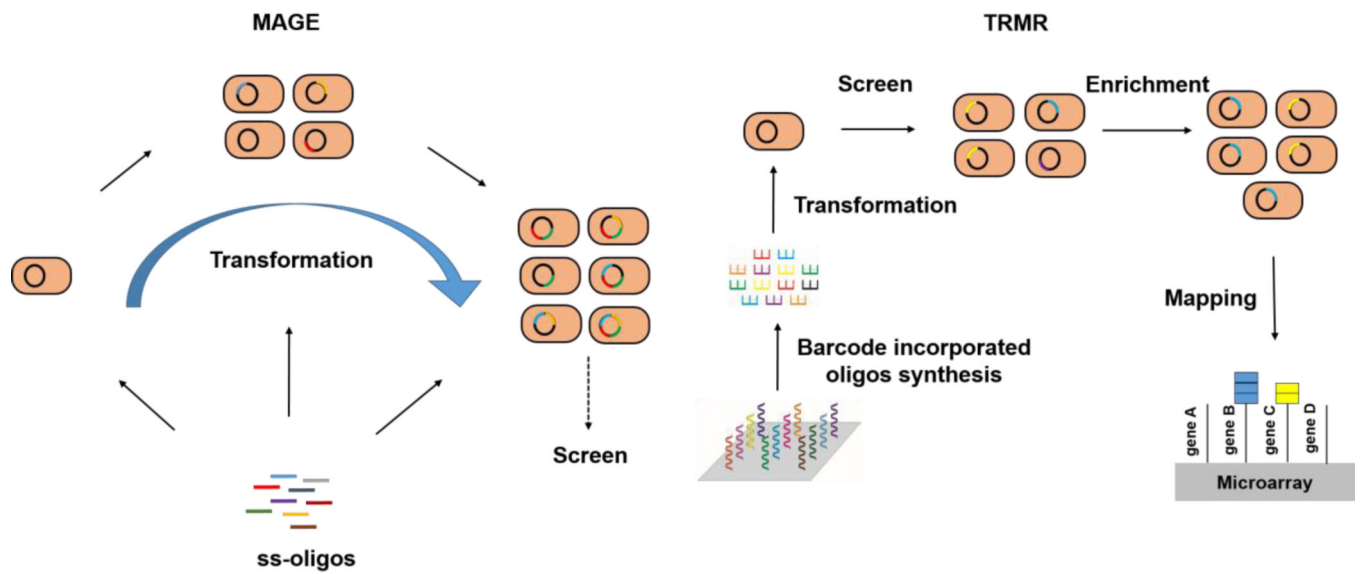 MAGE
Transformation
Screen
ss-oligos
TRMR
Screen
Enrichment
Transformation
Barcode incorporated
oligos synthesis
Mapping
gene A
gene B
gene C
gene D
Microarray